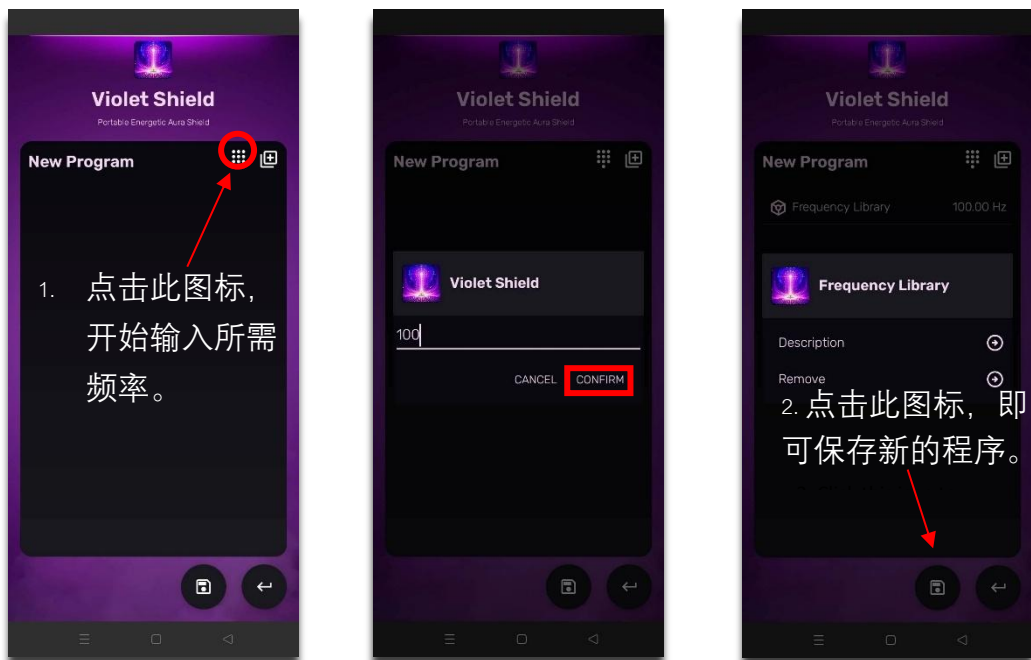 Violet Shield
Portable Energetic Aura Shield
New Program
1. 点击此图标,
开始输入所需
频率。
Violet Shield
Portable Energetic Aura Shield
New Program
Violet Shield
100
CANCEL CONFIRM
Violet Shield
Portable Energetic Aura Shield
New Program
Frequency Library 100.00 Hz
Frequency Library
Description
Remove
2. 点击此图标, 即
可保存新的程序。